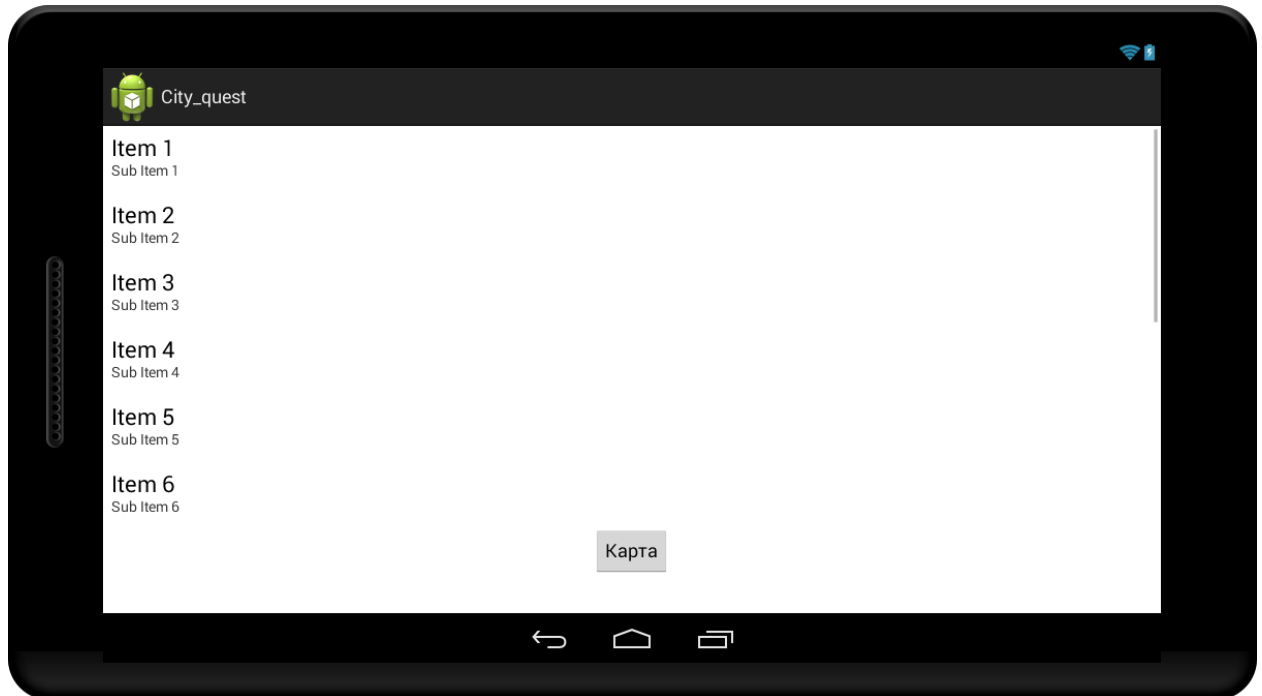 City_quest
Item 1
Sub Item 1
Item 2
Sub Item 2
Item 3
Sub Item 3
Item 4
Sub Item 4
Item 5
Sub Item 5
Item 6
Sub Item 6
Карта